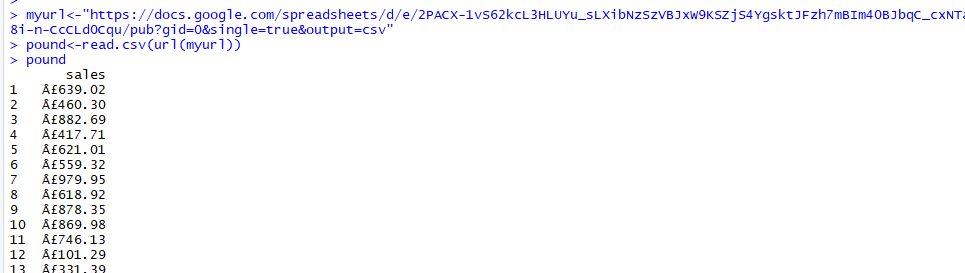 >
> myurl<-"https://docs.google.com/spreadsheets/d/e/2PACX-1vS62kcL3HLUYu_sLXibNzSzVBJxW9KSZjS4YgsktJFzh7mBIm4OBJbqC_cxNTa
8i-n-CcCLdOCqu/pub?gid=0&single=true&output=csv"
> pound<-read.csv(url(myurl))
> pound
sales
1 Â£639.02
2 Â£460.30
3 Â£882.69
4 Â£417.71
5 Â£621.01
6 Â£559.32
7 Â£979.95
8 Â£618.92
9 Â£878.35
10 Â£869.98
11 Â£746.13
12 Â£101.29
13 Â£331.39